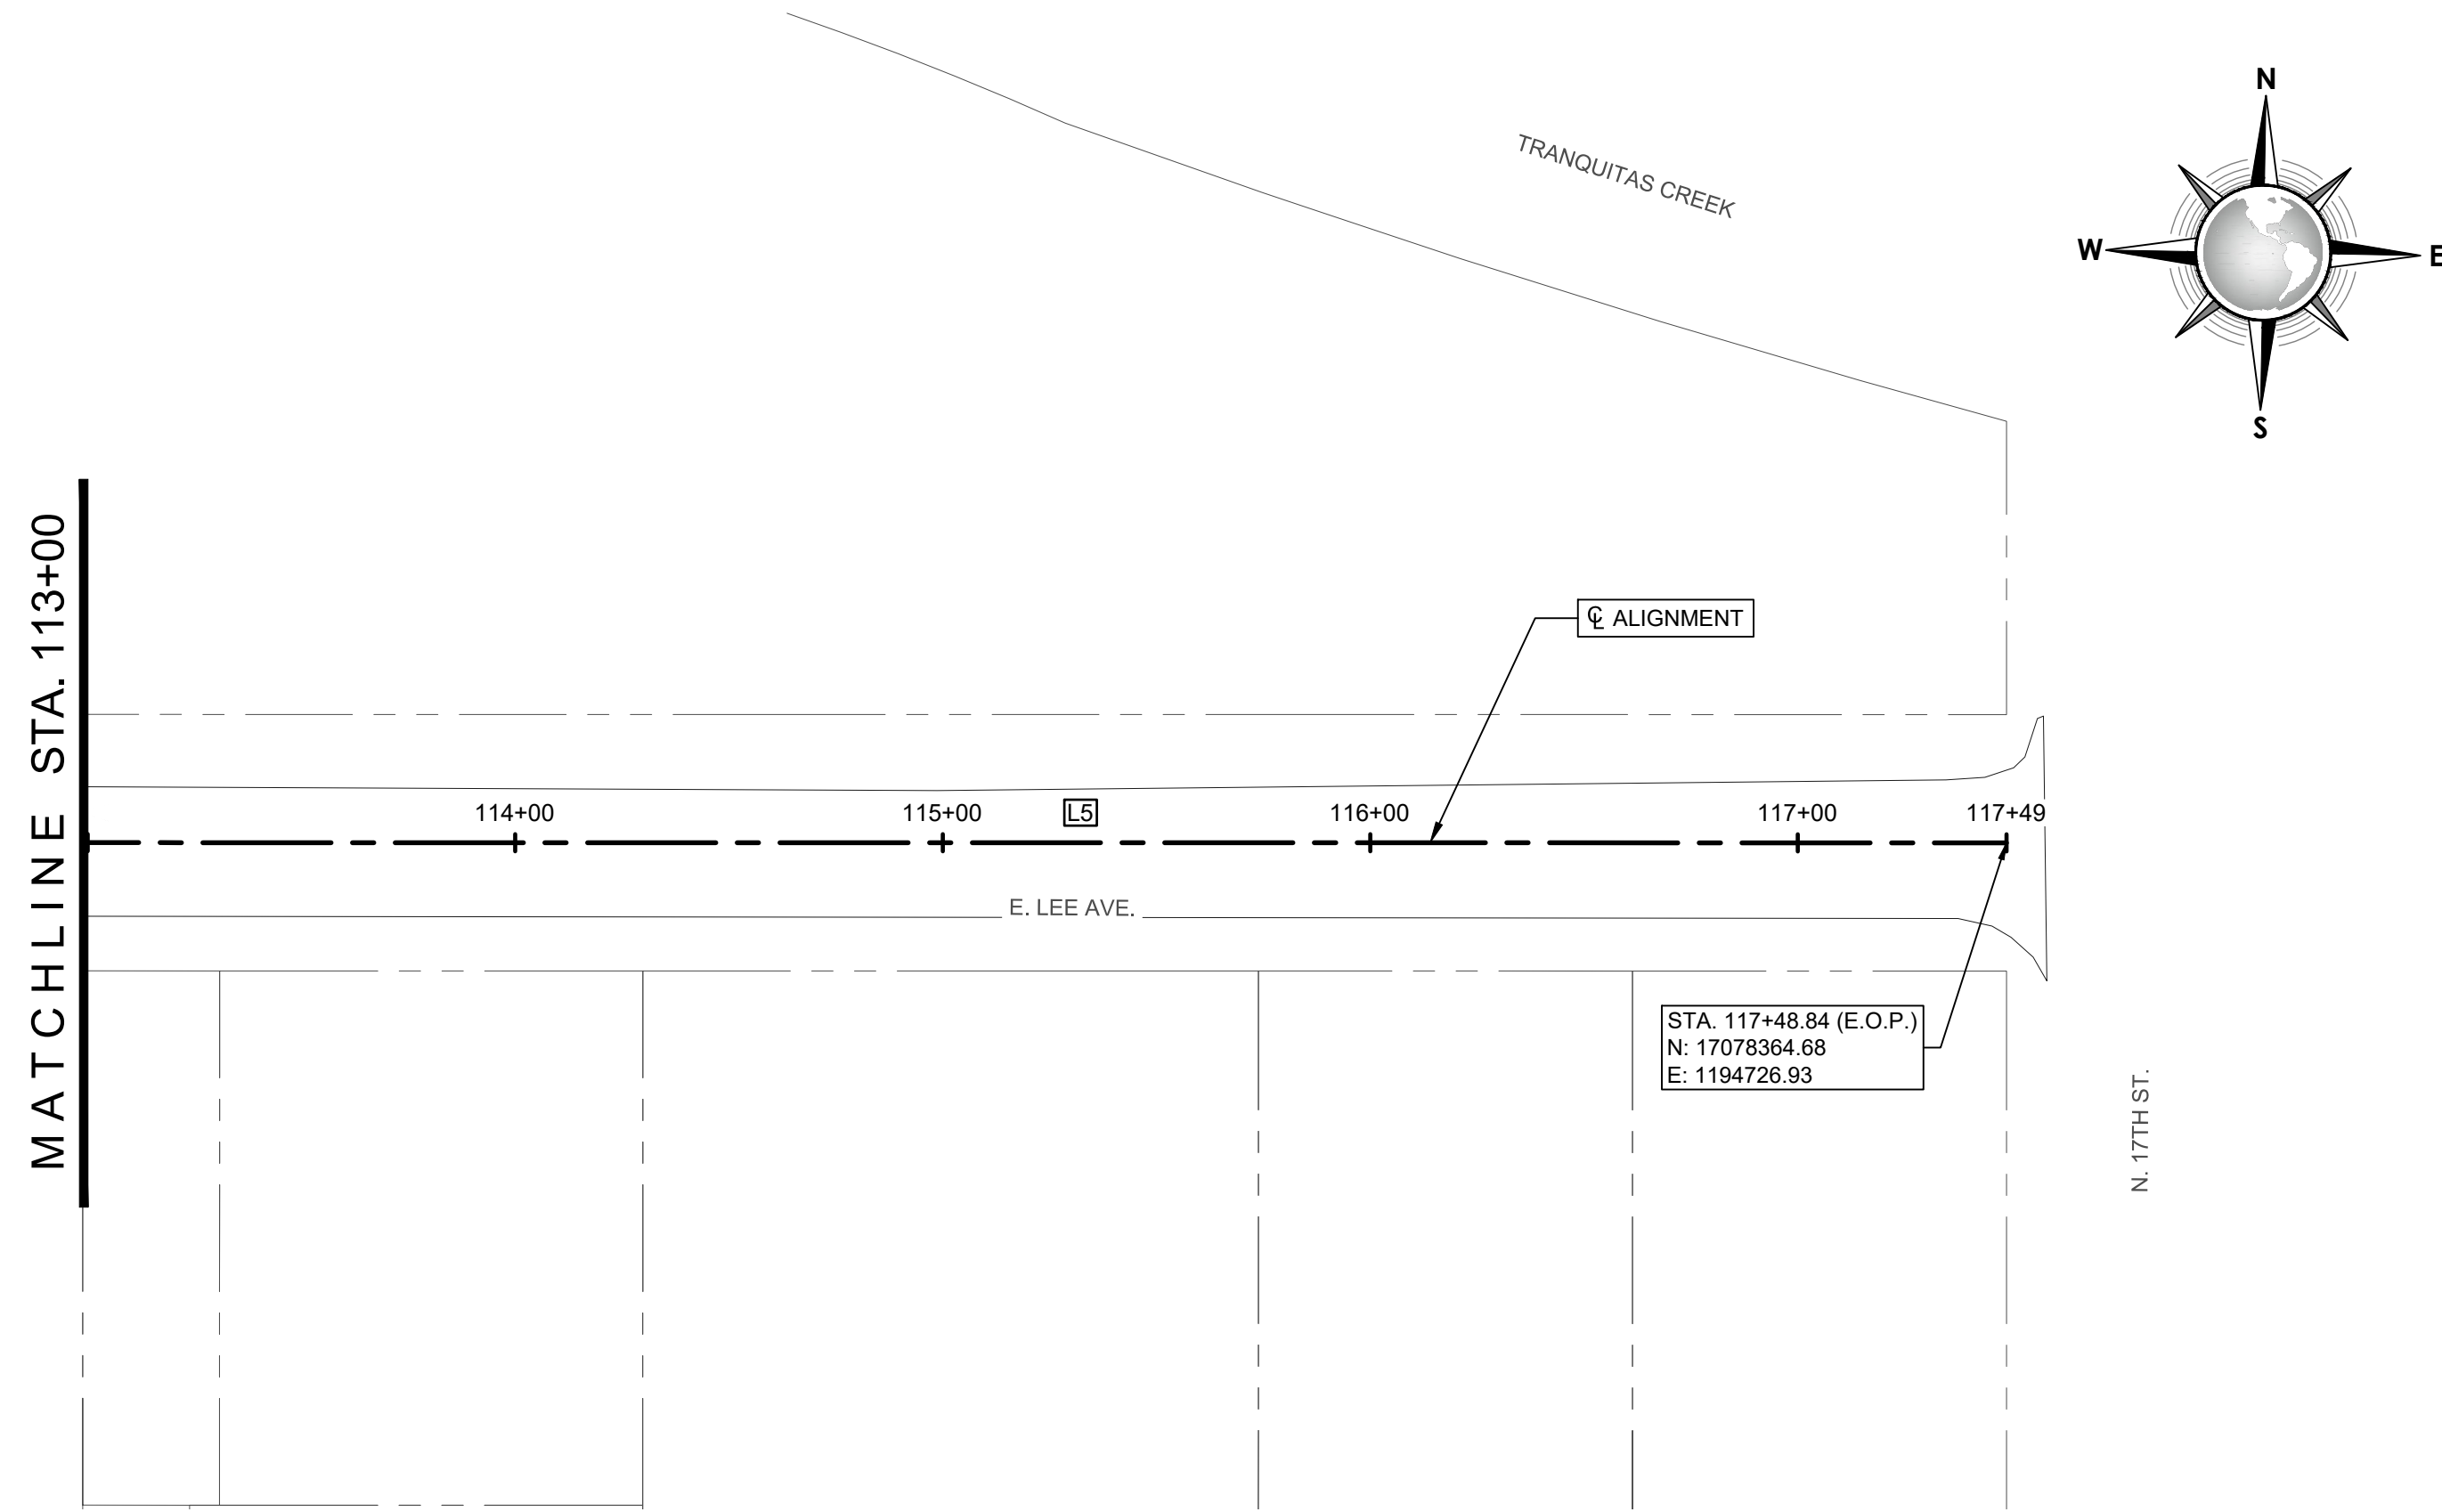 N
TRANQUITAS CREEK
W
E
S
MATCHLINE STA. 113+00
℄ ALIGNMENT
114+00
115+00
L5
116+00
117+00
117+49
E. LEE AVE.
STA. 117+48.84 (E.O.P.)
N: 17078364.68
E: 1194726.93
N. 17TH ST.